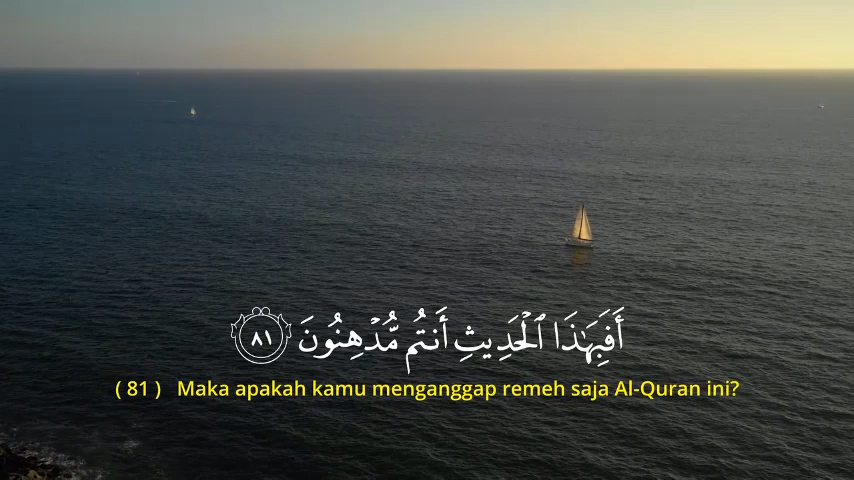 أَفَبِهَٰذَا ٱلْحَدِيثِ أَنتُم مُّدْهِنُونَ ٨١
( 81 ) Maka apakah kamu menganggap remeh saja Al-Quran ini?